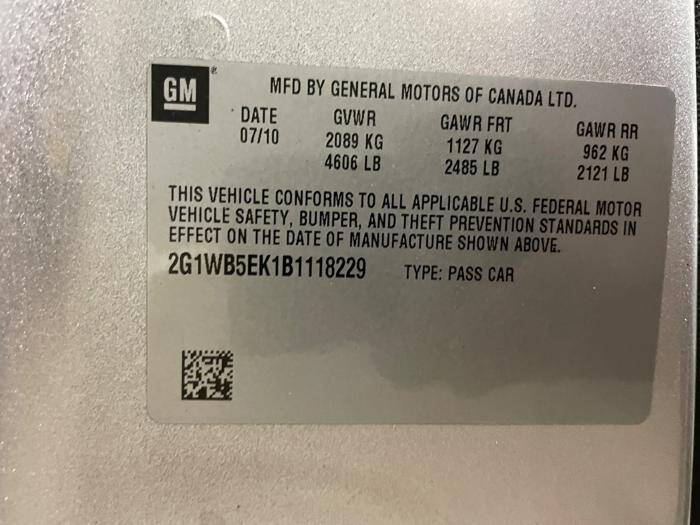 GM
MFD BY GENERAL MOTORS OF CANADA LTD.
DATE GVWR GAWR FRT GAWR RR
07/10 2089 KG 1127 KG 962 KG
4606 LB 2485 LB 2121 LB
THIS VEHICLE CONFORMS TO ALL APPLICABLE U.S. FEDERAL MOTOR
VEHICLE SAFETY, BUMPER, AND THEFT PREVENTION STANDARDS IN
EFFECT ON THE DATE OF MANUFACTURE SHOWN ABOVE.
2G1WB5EK1B1118229 TYPE: PASS CAR